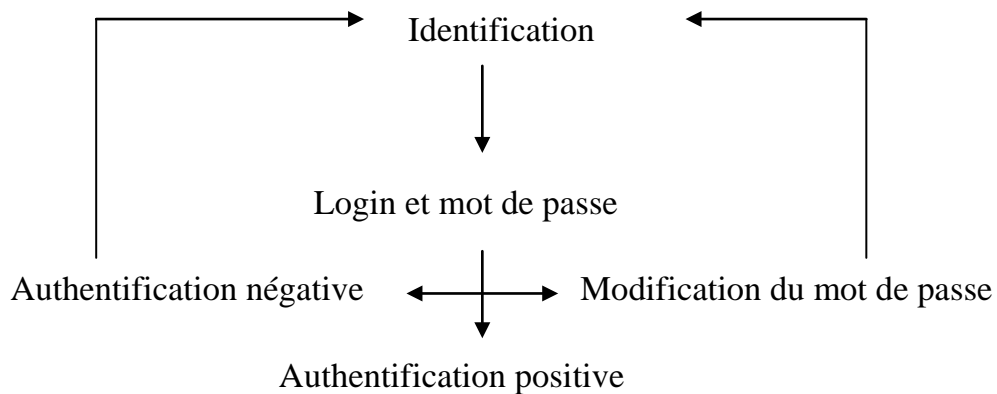 Identification
Login et mot de passe
Authentification négative
Modification du mot de passe
Authentification positive